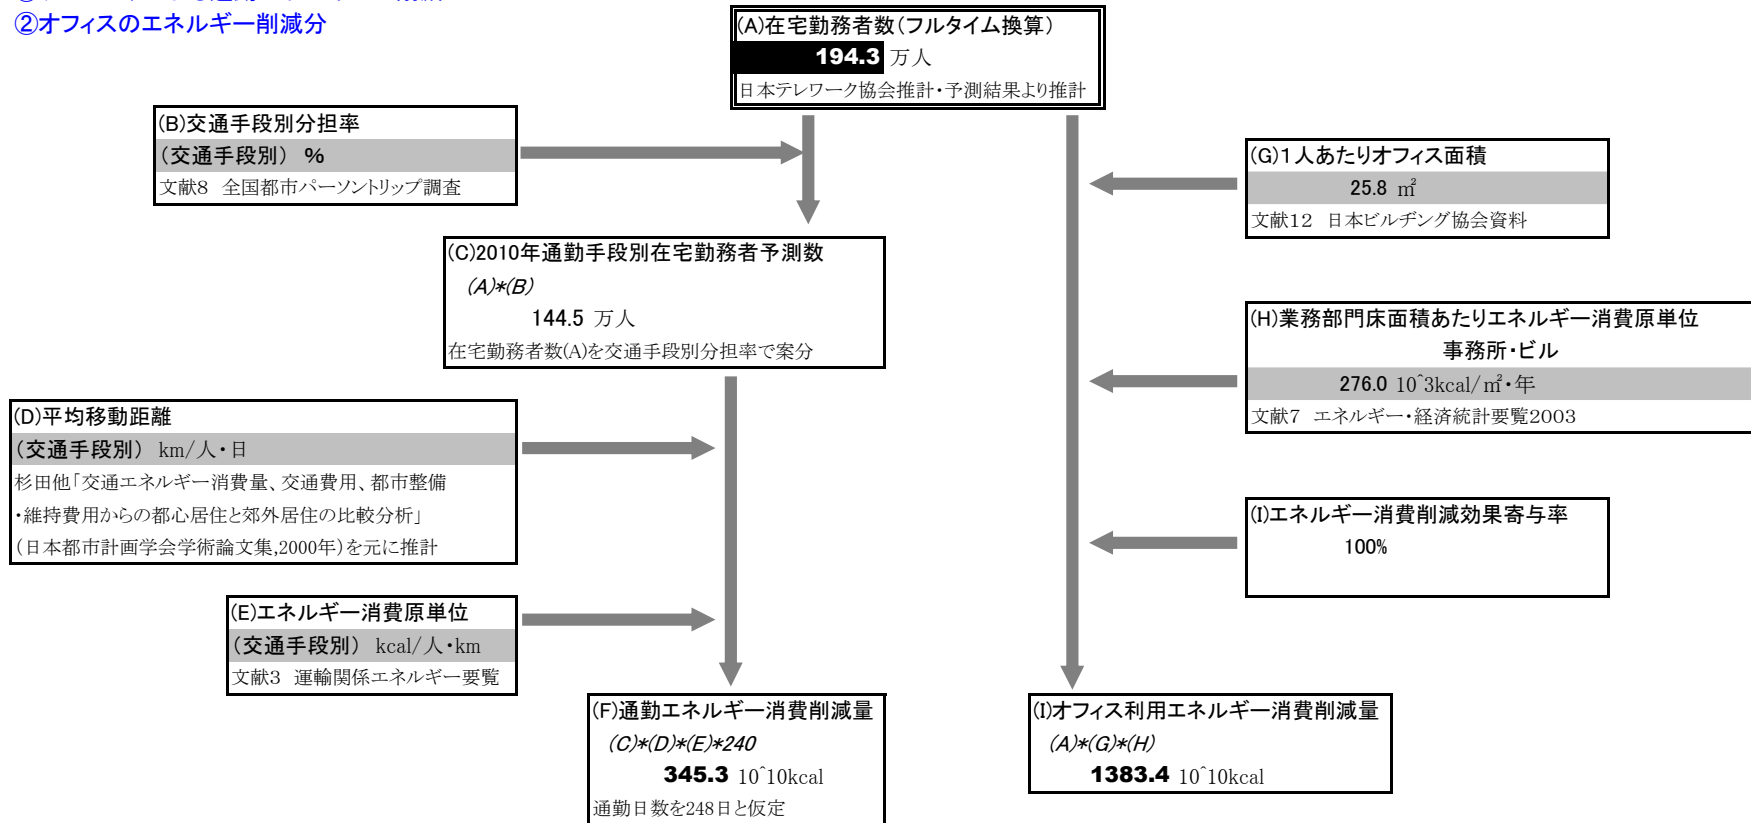 ②オフィスのエネルギー削減分
(A)在宅勤務者数（フルタイム換算）
194.3 万人
日本テレワーク協会推計・予測結果より推計
(B)交通手段別分担率
（交通手段別） %
文献8 全国都市パーソントリップ調査
(G)1人あたりオフィス面積
25.8 ㎡
文献12 日本ビルヂング協会資料
(C)2010年通勤手段別在宅勤務者予測数
(A)*(B)
144.5 万人
在宅勤務者数(A)を交通手段別分担率で案分
(H)業務部門床面積あたりエネルギー消費原単位
事務所・ビル
276.0 10^3kcal/㎡・年
文献7 エネルギー・経済統計要覧2003
(D)平均移動距離
（交通手段別） km/人・日
杉田他「交通エネルギー消費量、交通費用、都市整備
・維持費用からの都心居住と郊外居住の比較分析」
（日本都市計画学会学術論文集,2000年）を元に推計
(I)エネルギー消費削減効果寄与率
100%
(E)エネルギー消費原単位
（交通手段別） kcal/人・km
文献3 運輸関係エネルギー要覧
(F)通勤エネルギー消費削減量
(C)*(D)*(E)*240
345.3 10^10kcal
通勤日数を248日と仮定
(I)オフィス利用エネルギー消費削減量
(A)*(G)*(H)
1383.4 10^10kcal